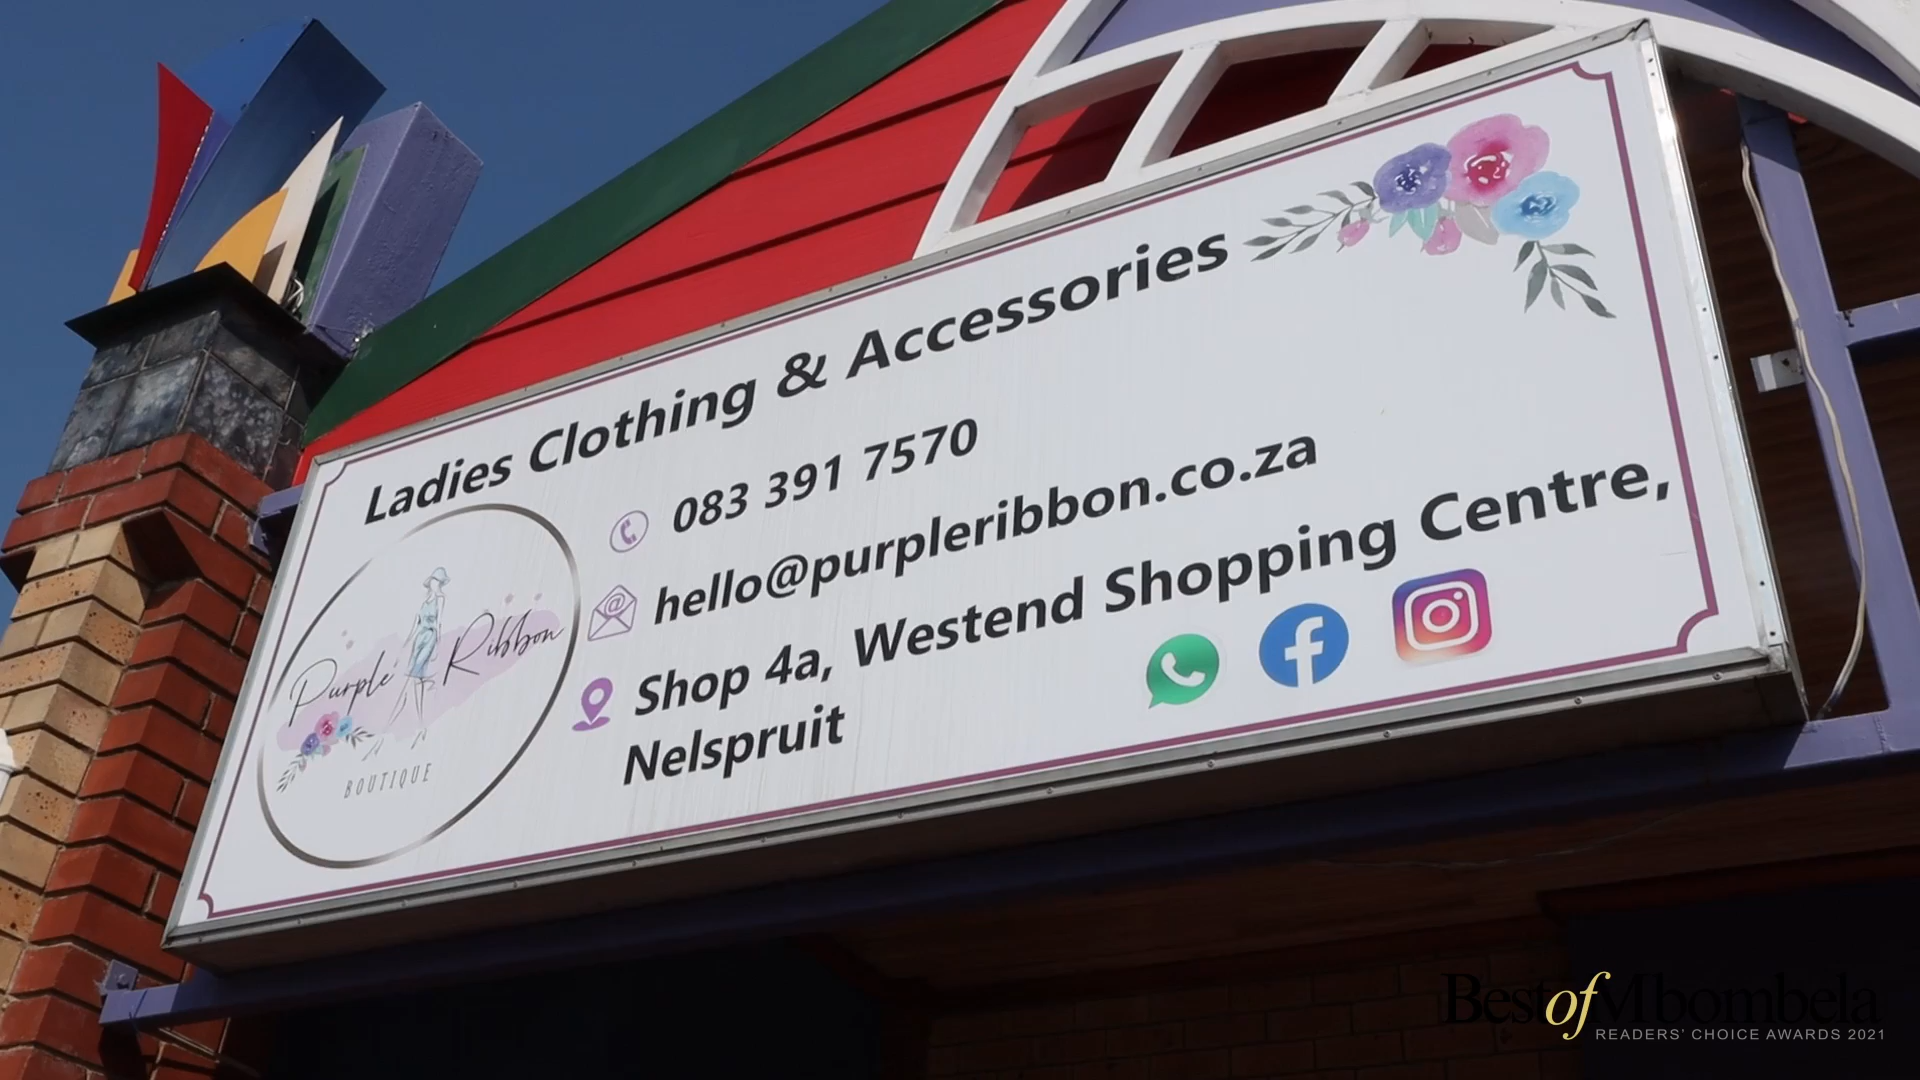 Ladies Clothing & Accessories
083 391 7570
hello@purpleribbon.co.za
Shop 4a, Westend Shopping Centre,
Nelspruit
Purple Ribbon
BOUTIQUE
Best of Mbombela
READERS' CHOICE AWARDS 2021